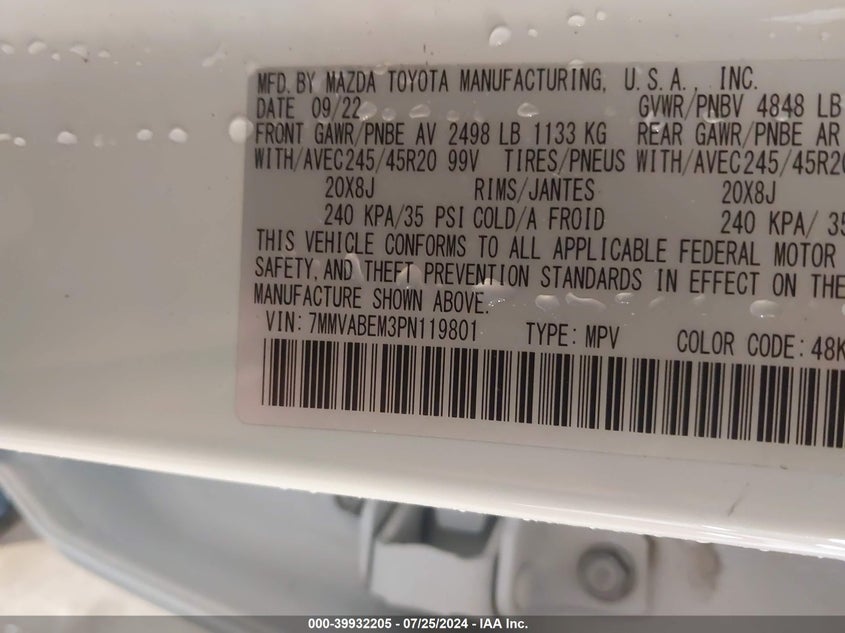 MFD. BY MAZDA TOYOTA MANUFACTURING, U.S.A., INC.
DATE 09/22 GVWR/PNBV 4848 LB
FRONT GAWR/PNBE AV 2498 LB 1133 KG REAR GAWR/PNBE AR
WITH/AVEC245/45R20 99V TIRES/PNEUS WITH/AVEC245/45R20
20X8J RIMS/JANTES 20X8J
240 KPA/35 PSI COLD/A FROID 240 KPA/ 35
THIS VEHICLE CONFORMS TO ALL APPLICABLE FEDERAL MOTOR
SAFETY, AND THEFT PREVENTION STANDARDS IN EFFECT ON THE
MANUFACTURE SHOWN ABOVE.
VIN: 7MMVABEM3PN119801 TYPE: MPV COLOR CODE: 48K
000-39932205 - 07/25/2024 - IAA Inc.